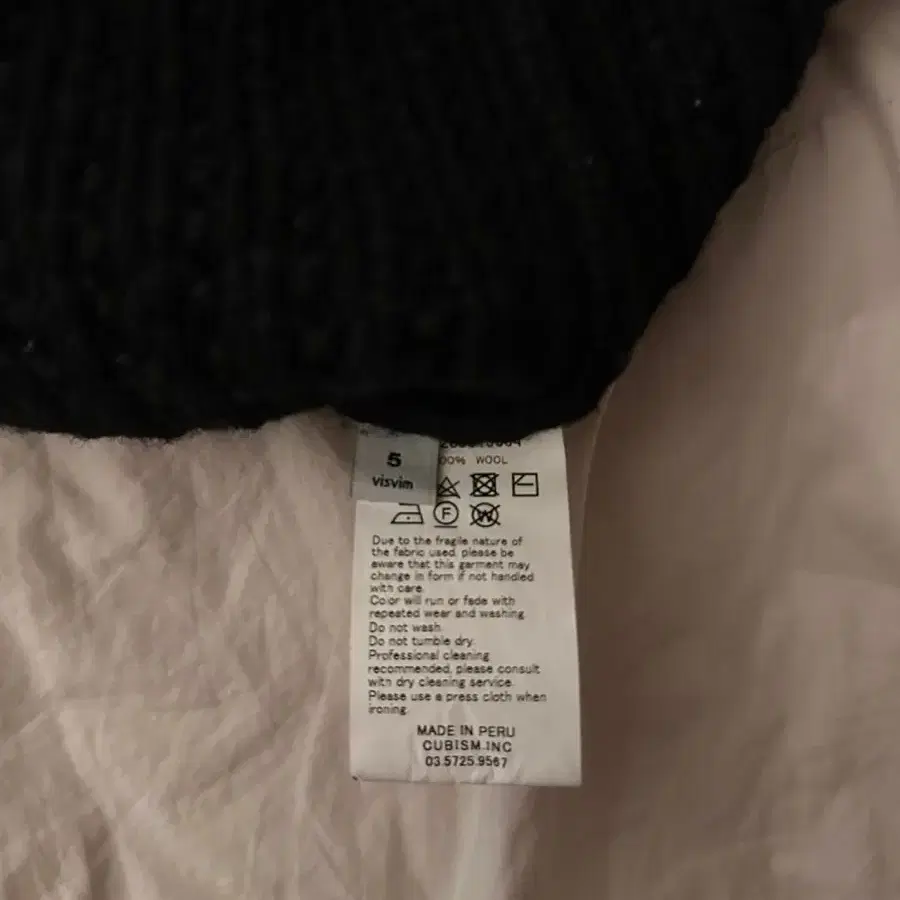 5
visvim
00% WOOL
F
W
Due to the fragile nature of
the fabric used, please be
aware that this garment may
change in form if not handled
with care.
Color will run or fade with
repeated wear and washing.
Do not wash.
Do not tumble dry.
Professional cleaning
recommended, please consult
with dry cleaning service.
Please use a press cloth when
ironing.
MADE IN PERU
CUBISM.INC
03.5725.9567